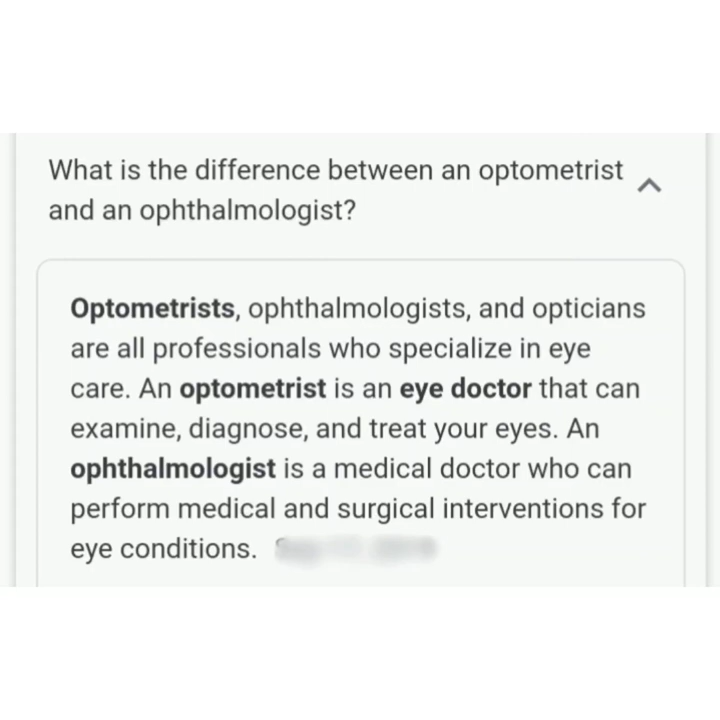 What is the difference between an optometrist
and an ophthalmologist?
Optometrists, ophthalmologists, and opticians
are all professionals who specialize in eye
care. An optometrist is an eye doctor that can
examine, diagnose, and treat your eyes. An
ophthalmologist is a medical doctor who can
perform medical and surgical interventions for
eye conditions.